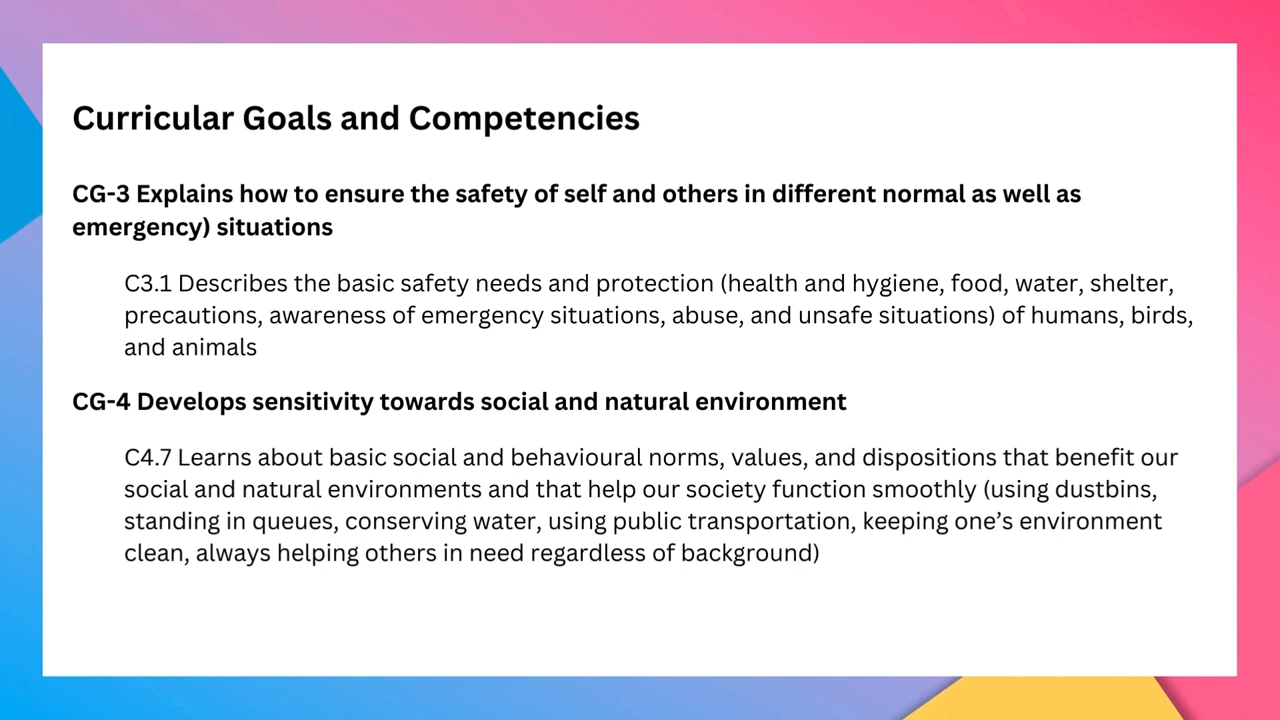 Curricular Goals and Competencies
CG-3 Explains how to ensure the safety of self and others in different normal as well as
emergency) situations
C3.1 Describes the basic safety needs and protection (health and hygiene, food, water, shelter,
precautions, awareness of emergency situations, abuse, and unsafe situations) of humans, birds,
and animals
CG-4 Develops sensitivity towards social and natural environment
C4.7 Learns about basic social and behavioural norms, values, and dispositions that benefit our
social and natural environments and that help our society function smoothly (using dustbins,
standing in queues, conserving water, using public transportation, keeping one’s environment
clean, always helping others in need regardless of background)